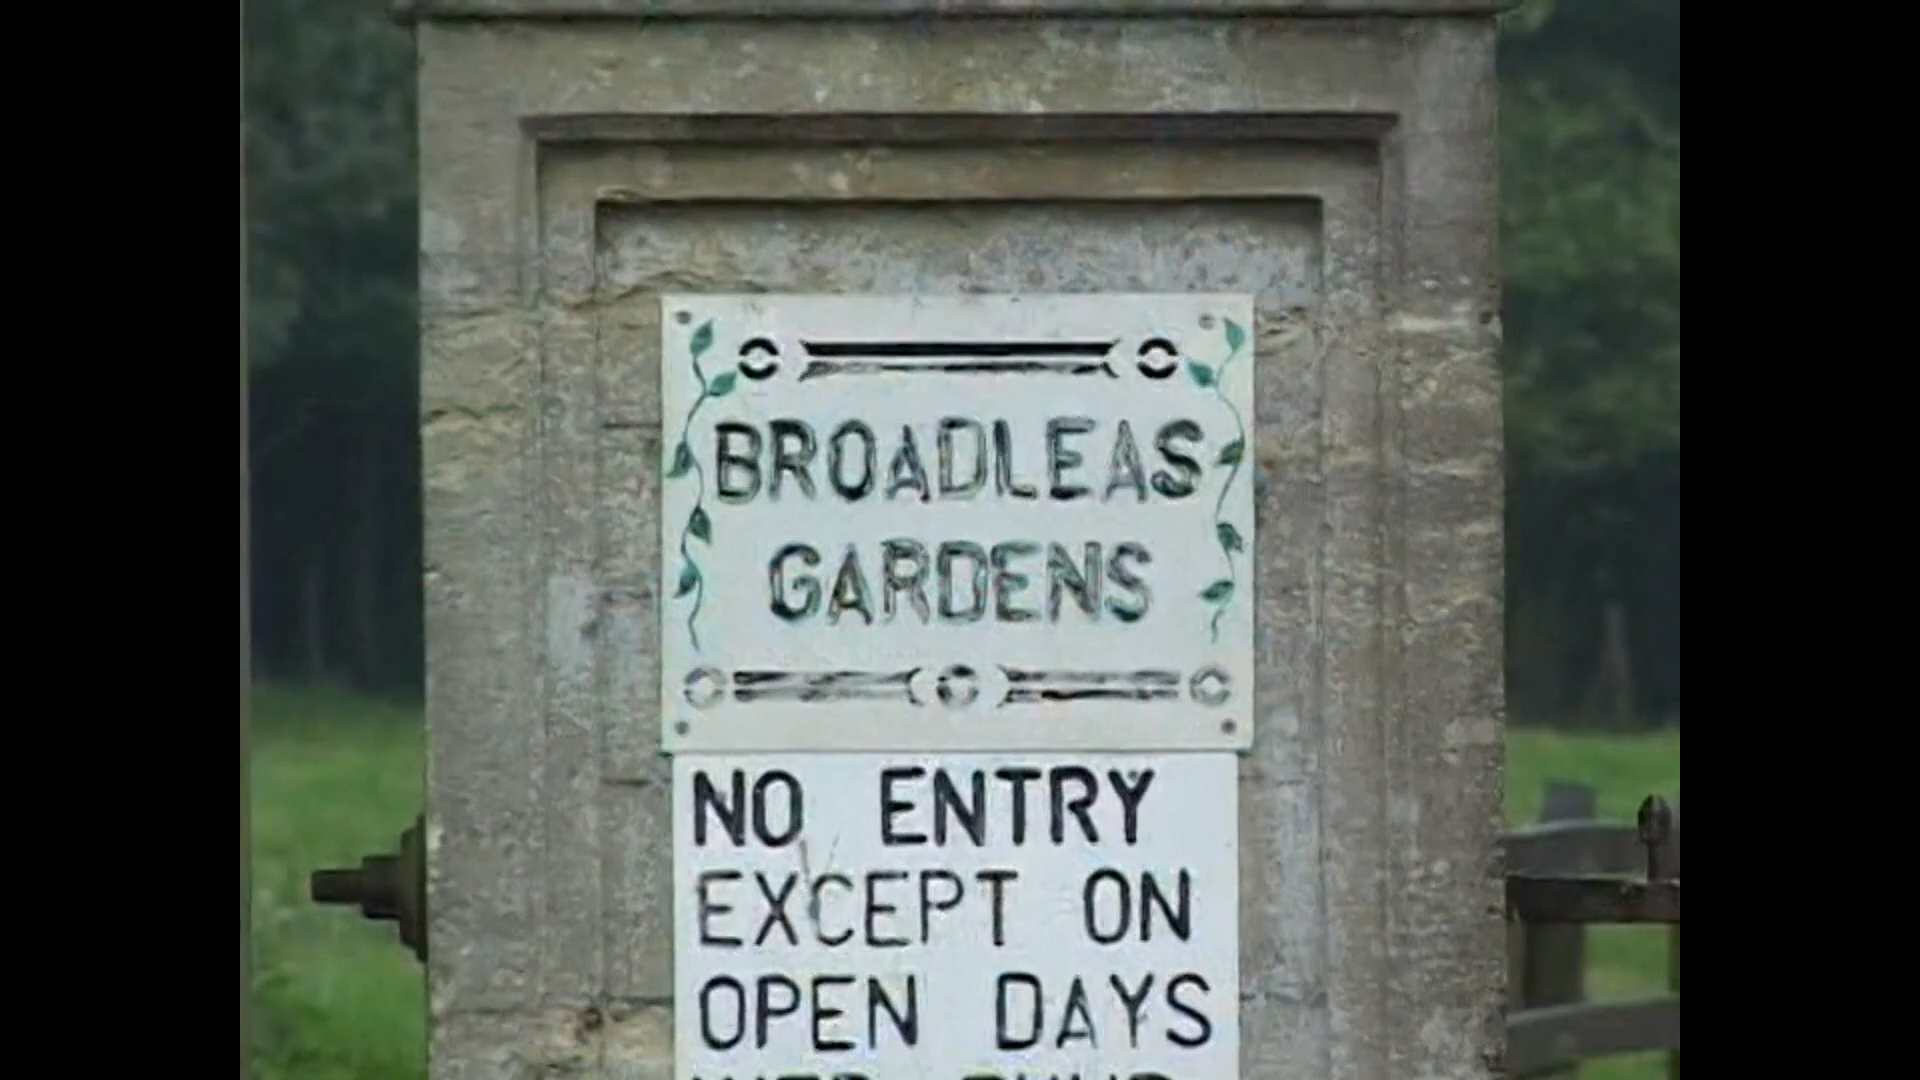 BROADLEAS
GARDENS
NO ENTRY
EXCEPT ON
OPEN DAYS